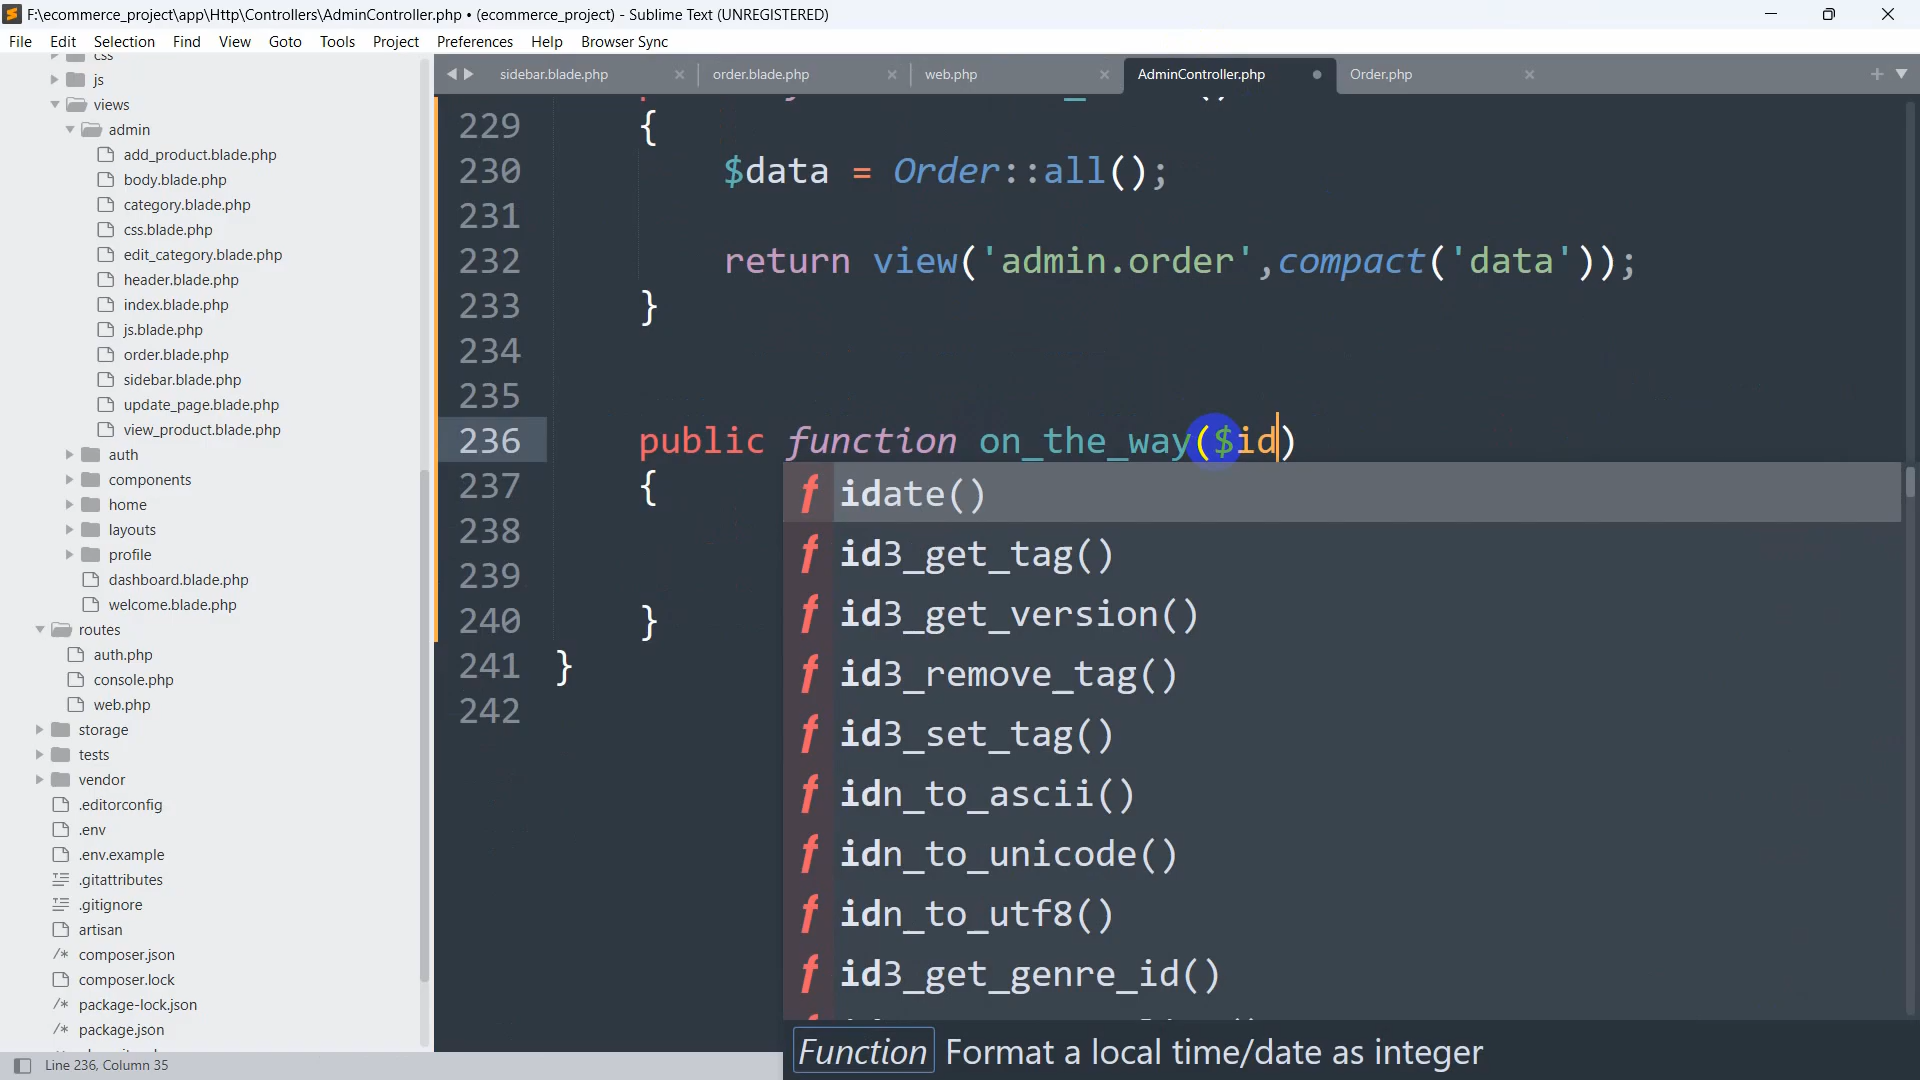 F:\ecommerce_project\app\Http\Controllers\AdminController.php • (ecommerce_project) - Sublime Text (UNREGISTERED)
File Edit Selection Find View Goto Tools Project Preferences Help Browser Sync
css
js
views
admin
add_product.blade.php
body.blade.php
category.blade.php
css.blade.php
edit_category.blade.php
header.blade.php
index.blade.php
js.blade.php
order.blade.php
sidebar.blade.php
update_page.blade.php
view_product.blade.php
auth
components
home
layouts
profile
dashboard.blade.php
welcome.blade.php
routes
auth.php
console.php
web.php
storage
tests
vendor
.editorconfig
.env
.env.example
.gitattributes
.gitignore
artisan
/* composer.json
composer.lock
/* package-lock.json
/* package.json
sidebar.blade.php × order.blade.php × web.php × AdminController.php • Order.php ×
229 {
230 $data = Order::all();
231
232 return view('admin.order',compact('data'));
233 }
234
235
236 public function on_the_way($id)
237 {
238
239
240 }
241 }
242
f idate()
f id3_get_tag()
f id3_get_version()
f id3_remove_tag()
f id3_set_tag()
f idn_to_ascii()
f idn_to_unicode()
f idn_to_utf8()
f id3_get_genre_id()
Function Format a local time/date as integer
Line 236, Column 35